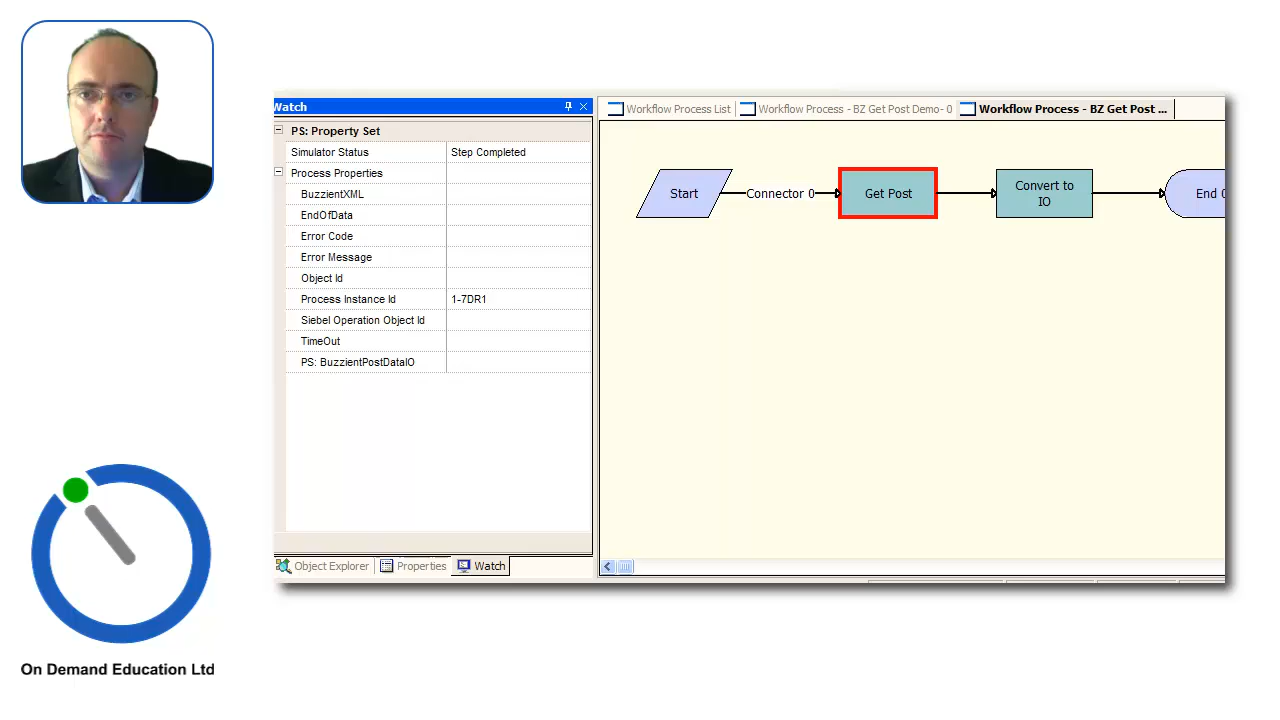 Watch
PS: Property Set
Simulator Status Step Completed
Process Properties
BuzzientXML
EndOfData
Error Code
Error Message
Object Id
Process Instance Id 1-7DR1
Siebel Operation Object Id
TimeOut
PS: BuzzientPostDataIO
Object Explorer Properties Watch
Workflow Process List Workflow Process - BZ Get Post Demo- 0 Workflow Process - BZ Get Post ...
Start Connector 0 Get Post Convert to
IO
End 0
On Demand Education Ltd